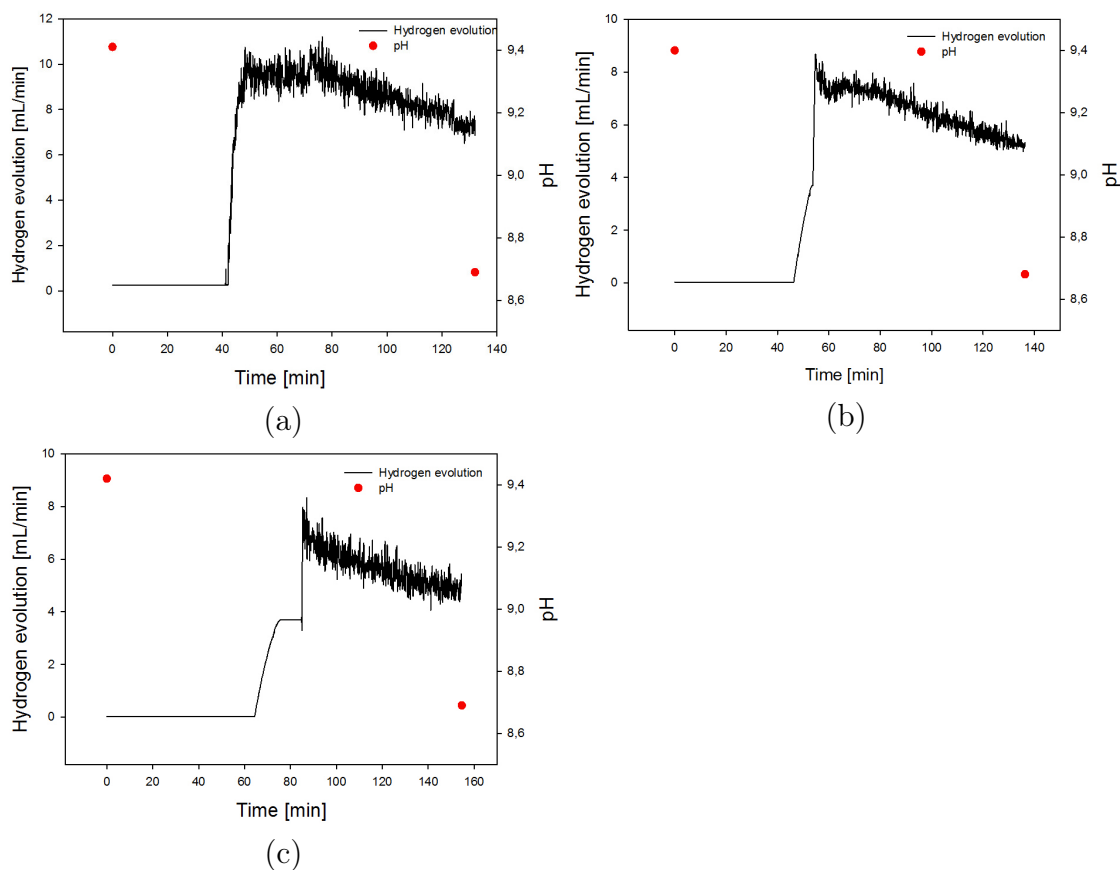 Hydrogen evolution
pH
12
10
8
6
4
2
0
Hydrogen evolution [mL/min]
9,4
9,2
9,0
8,8
8,6
pH
0 20 40 60 80 100 120 140
Time [min]
(a)
Hydrogen evolution
pH
10
8
6
4
2
0
Hydrogen evolution [mL/min]
9,4
9,2
9,0
8,8
8,6
pH
0 20 40 60 80 100 120 140
Time [min]
(b)
Hydrogen evolution
pH
10
8
6
4
2
0
Hydrogen evolution [mL/min]
9,4
9,2
9,0
8,8
8,6
pH
0 20 40 60 80 100 120 140 160
Time [min]
(c)